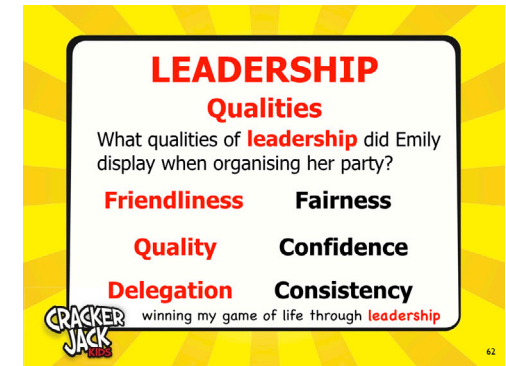 LEADERSHIP
Qualities
What qualities of leadership did Emily
display when organising her party?
Friendliness Fairness
Quality Confidence
Delegation Consistency
winning my game of life through leadership
CRACKER
JACK
KIDS
62